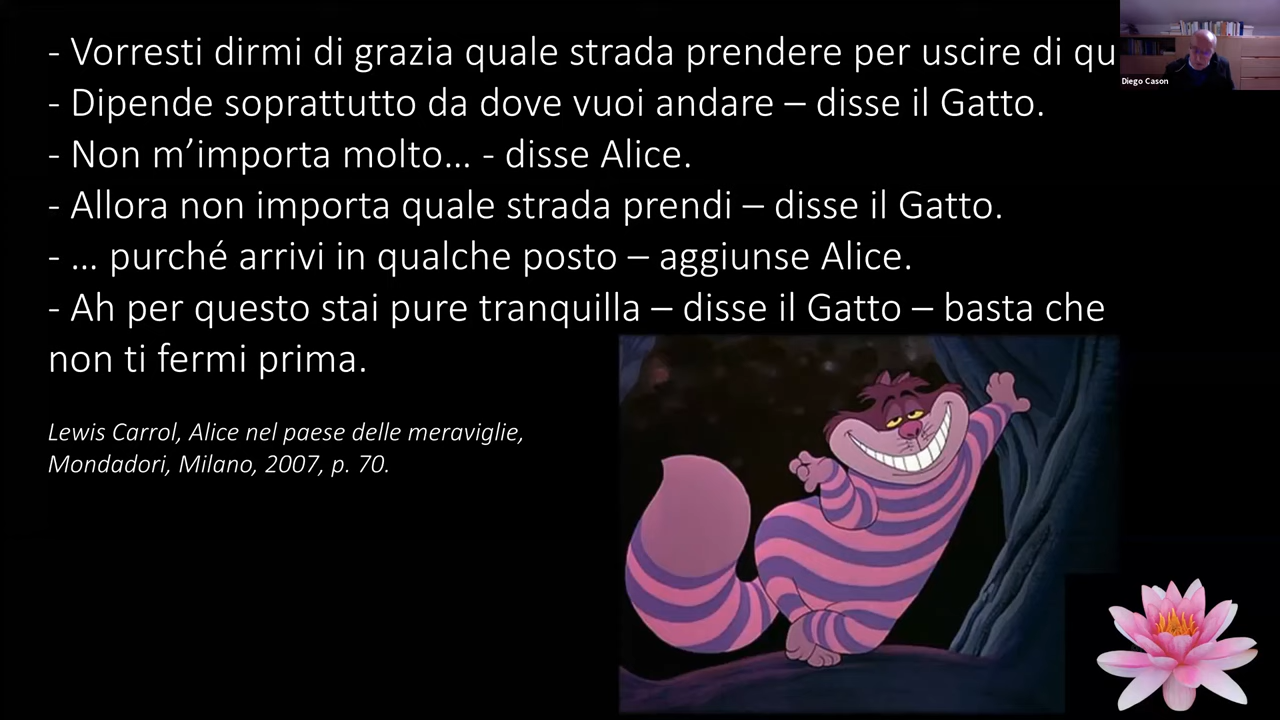 - Vorresti dirmi di grazia quale strada prendere per uscire di
- Dipende soprattutto da dove vuoi andare – disse il Gatto.
- Non m’importa molto… - disse Alice.
- Allora non importa quale strada prendi – disse il Gatto.
- … purché arrivi in qualche posto – aggiunse Alice.
- Ah per questo stai pure tranquilla – disse il Gatto – basta che
non ti fermi prima.
Lewis Carrol, Alice nel paese delle meraviglie,
Mondadori, Milano, 2007, p. 70.
Diego Cason